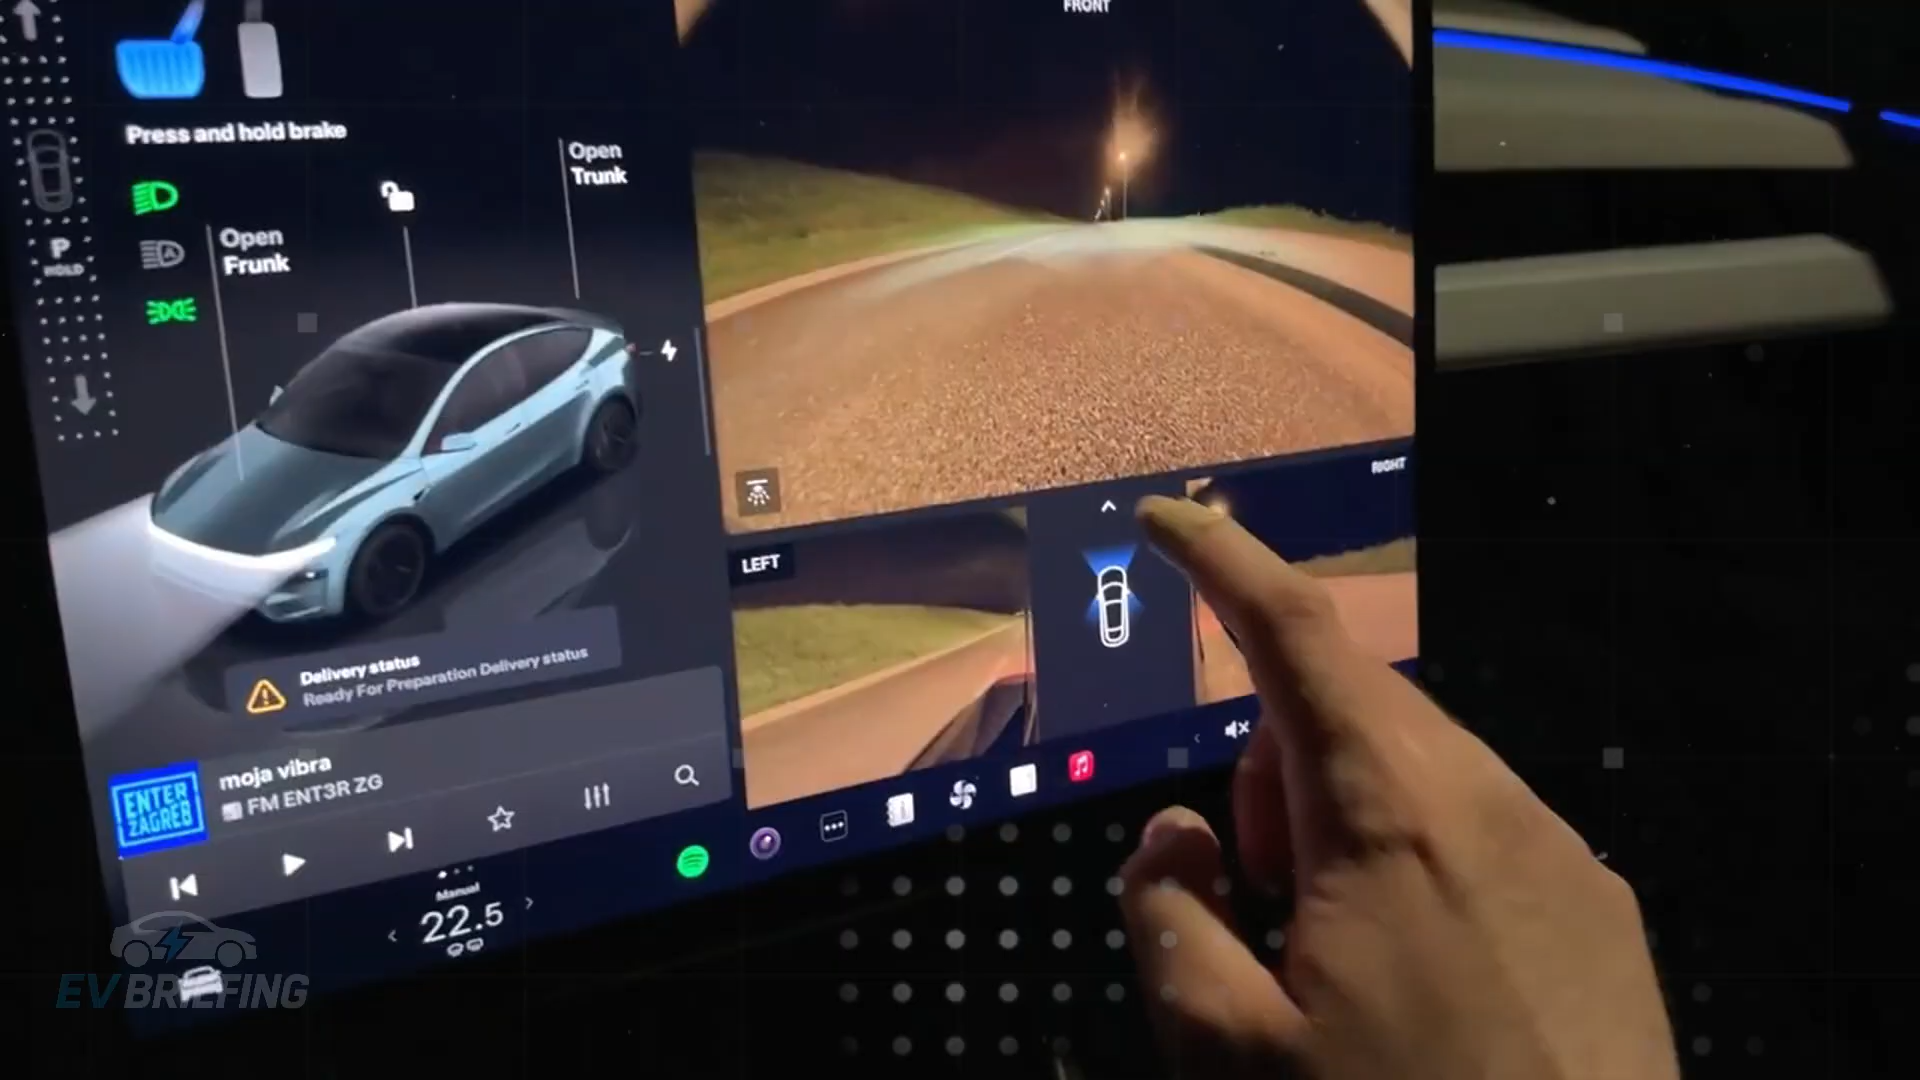 FRONT
Press and hold brake
Open
Trunk
Open
Frunk
P
HOLD
RIGHT
LEFT
Delivery status
Ready For Preparation Delivery status
ENTER
ZAGREB
moja vibra
FM ENT3R ZG
Manual
22.5
EV BRIEFING